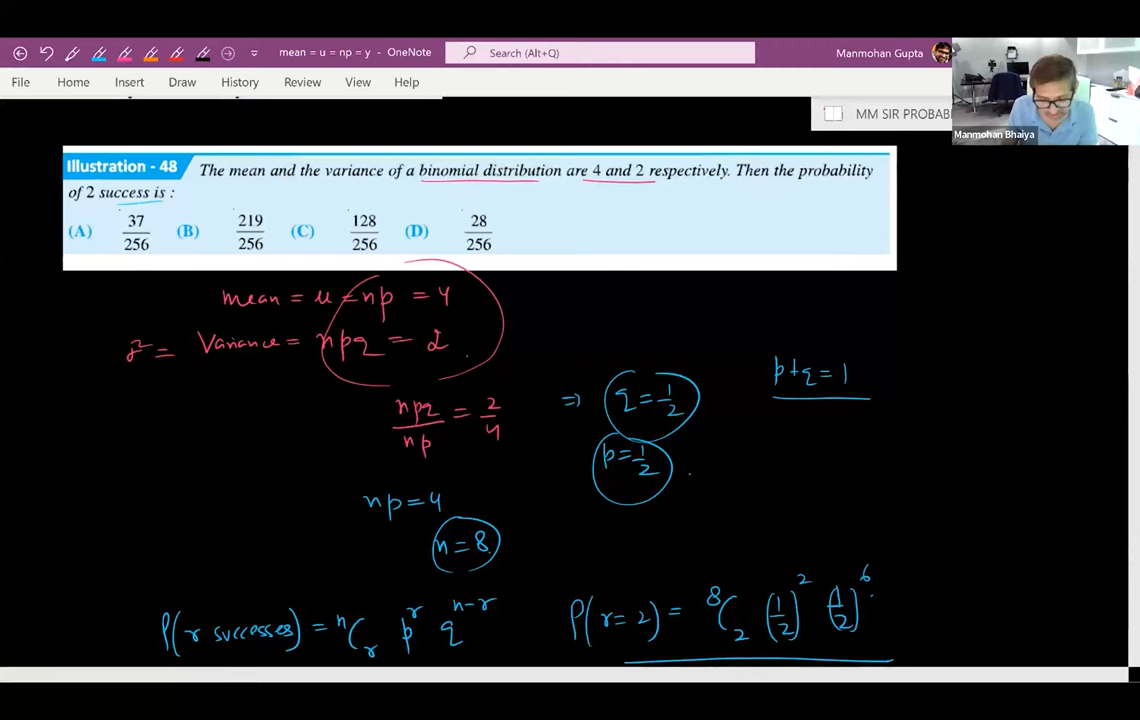 mean = u = np = y - OneNote
Search (Alt+Q)
Manmohan Gupta
File Home Insert Draw History Review View Help
MM SIR PROBAB
Manmohan Bhaiya
Illustration - 48 The mean and the variance of a binomial distribution are 4 and 2 respectively. Then the probability
of 2 success is :
(A) 37/256 (B) 219/256 (C) 128/256 (D) 28/256
mean = u = np = 4
σ² = Variance = npq = 2
npq/np = 2/4 ⇒ q = 1/2 p+q = 1
p = 1/2
np = 4
n = 8
P(r successes) = ⁿCᵣ pʳ qⁿ⁻ʳ P(r = 2) = ⁸C₂ (1/2)² (1/2)⁶